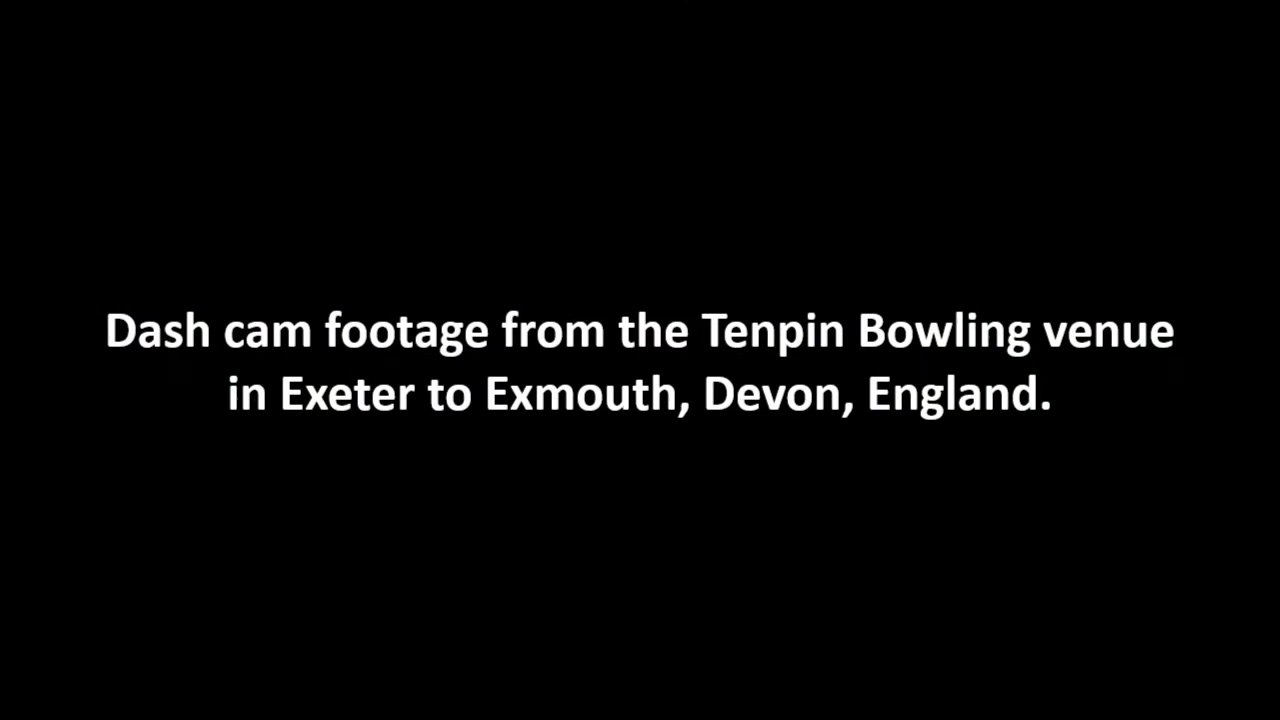 Dash cam footage from the Tenpin Bowling venue
in Exeter to Exmouth, Devon, England.